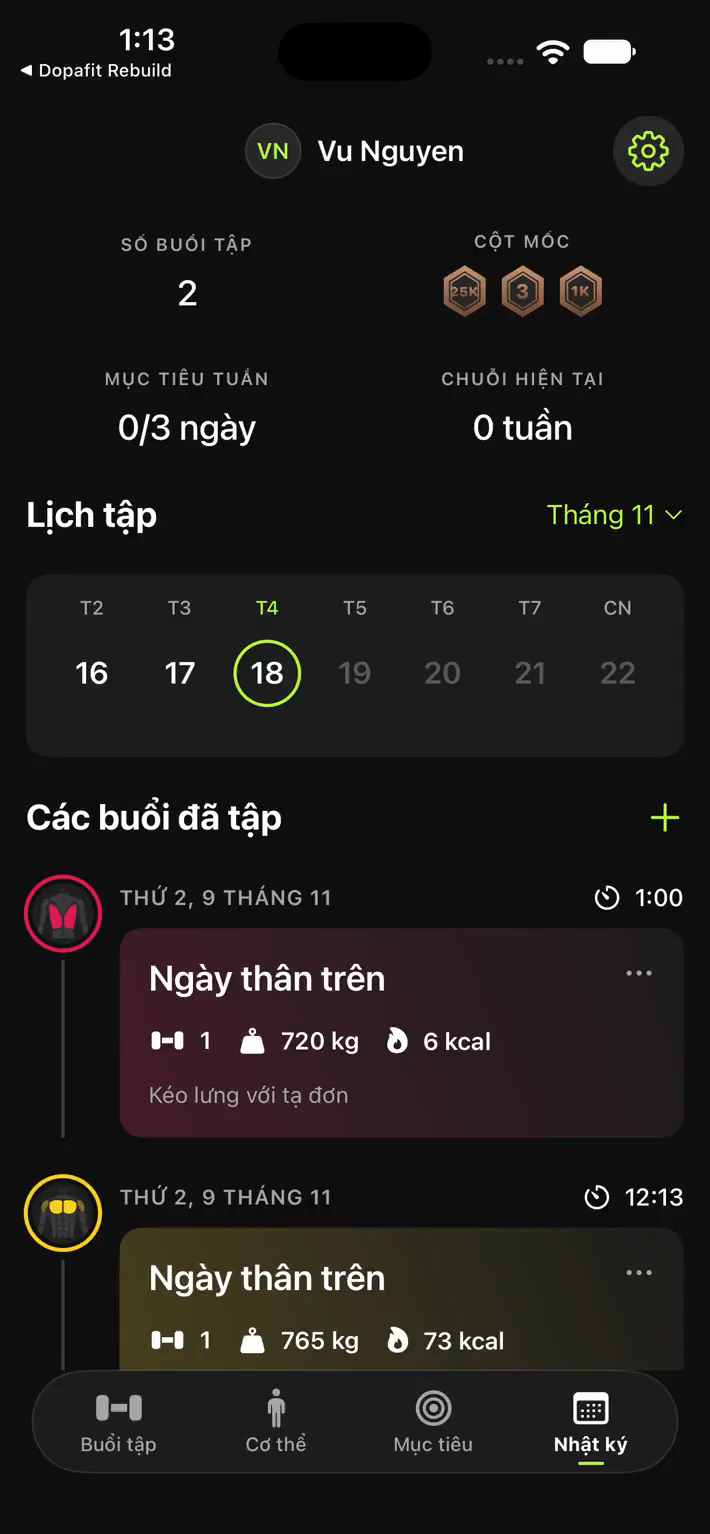 1:13
◀ Dopafit Rebuild
VN Vu Nguyen
SỐ BUỔI TẬP
2
CỘT MỐC
25K 3 1K
MỤC TIÊU TUẦN
0/3 ngày
CHUỖI HIỆN TẠI
0 tuần
Lịch tập
Tháng 11
T2 T3 T4 T5 T6 T7 CN
16 17 18 19 20 21 22
Các buổi đã tập
THỨ 2, 9 THÁNG 11 1:00
Ngày thân trên
1 720 kg 6 kcal
Kéo lưng với tạ đơn
THỨ 2, 9 THÁNG 11 12:13
Ngày thân trên
1 765 kg 73 kcal
Buổi tập Cơ thể Mục tiêu Nhật ký